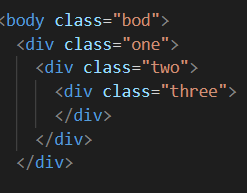 <body class="bod">
<div class="one">
<div class="two">
<div class="three">
</div>
</div>
</div>